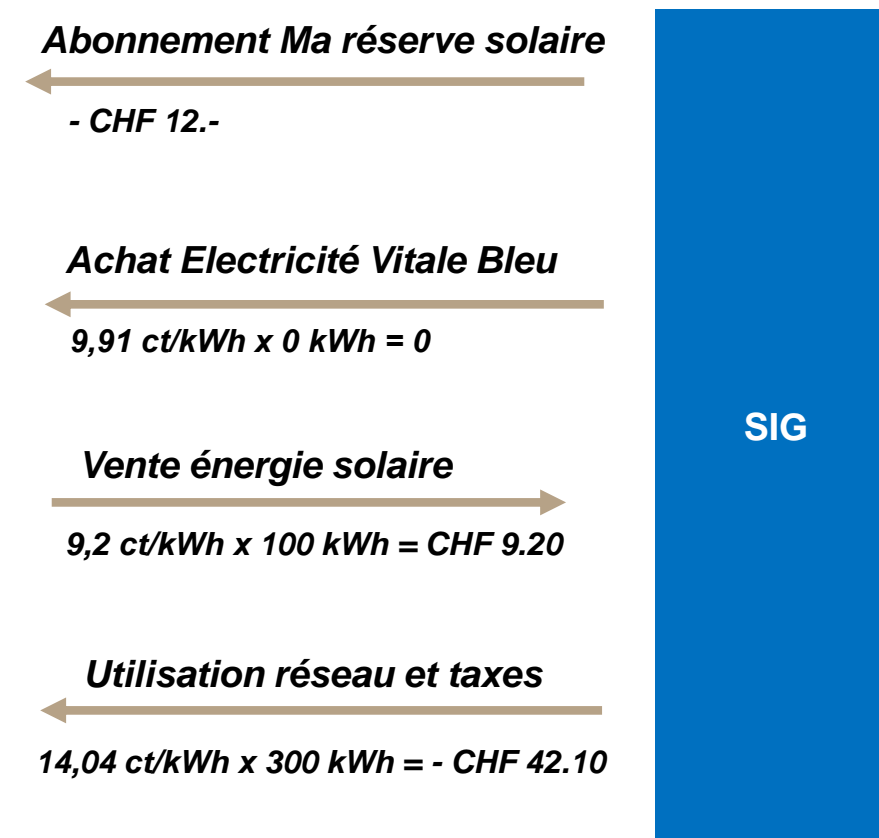 Abonnement Ma réserve solaire
- CHF 12.-
Achat Electricité Vitale Bleu
9,91 ct/kWh x 0 kWh = 0
SIG
Vente énergie solaire
9,2 ct/kWh x 100 kWh = CHF 9.20
Utilisation réseau et taxes
14,04 ct/kWh x 300 kWh = - CHF 42.10